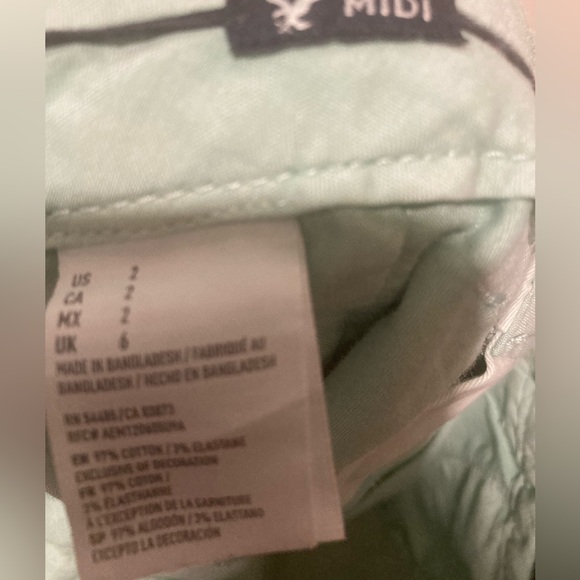 MIDI
US 2
CA 2
MX 2
UK 6
MADE IN BANGLADESH / FABRIQUÉ AU
BANGLADESH / HECHO EN BANGLADESH
RN 54485/CA 03873
RFC# AEM120605UHA
EN 97% COTTON / 3% ELASTANE
EXCLUSIVE OF DECORATION
FR 97% COTON /
3% ÉLASTHANNE
À L'EXCEPTION DE LA GARNITURE
SP 97% ALGODÓN / 3% ELASTANO
EXCEPTO LA DECORACIÓN